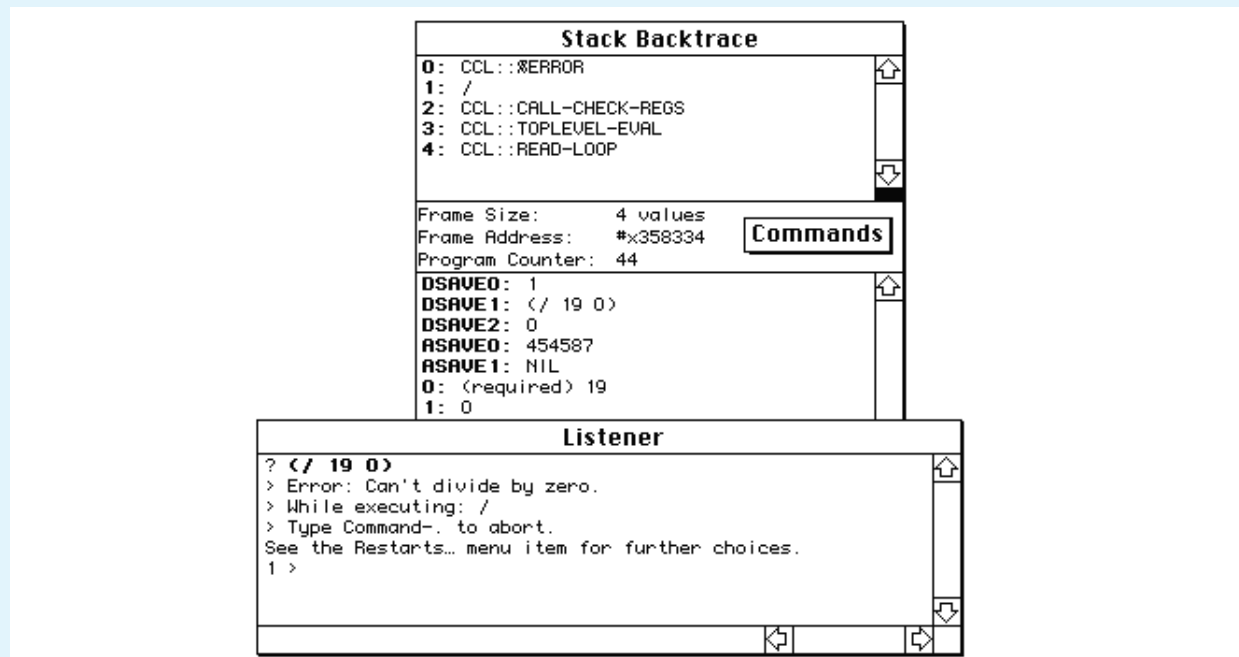 Stack Backtrace
0: CCL::%ERROR
1: /
2: CCL::CALL-CHECK-REGS
3: CCL::TOPLEVEL-EVAL
4: CCL::READ-LOOP
Frame Size: 4 values
Frame Address: #x358334
Program Counter: 44
Commands
DSAVE0: 1
DSAVE1: (/ 19 0)
DSAVE2: 0
ASAVE0: 454587
ASAVE1: NIL
0: (required) 19
1: 0
Listener
? (/ 19 0)
> Error: Can't divide by zero.
> While executing: /
> Type Command-. to abort.
See the Restarts… menu item for further choices.
1 >